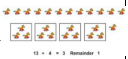 13 ÷ 4 = 3 Remainder 1